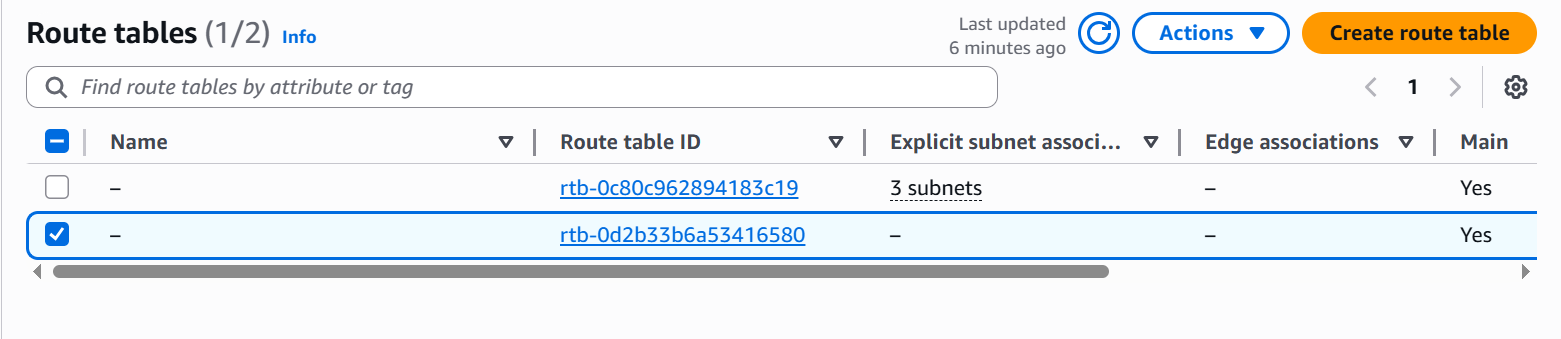 Route tables (1/2) Info
Last updated
6 minutes ago
Actions
Create route table
Find route tables by attribute or tag
1
Name Route table ID Explicit subnet associ... Edge associations Main
– rtb-0c80c962894183c19 3 subnets – Yes
– rtb-0d2b33b6a53416580 – – Yes